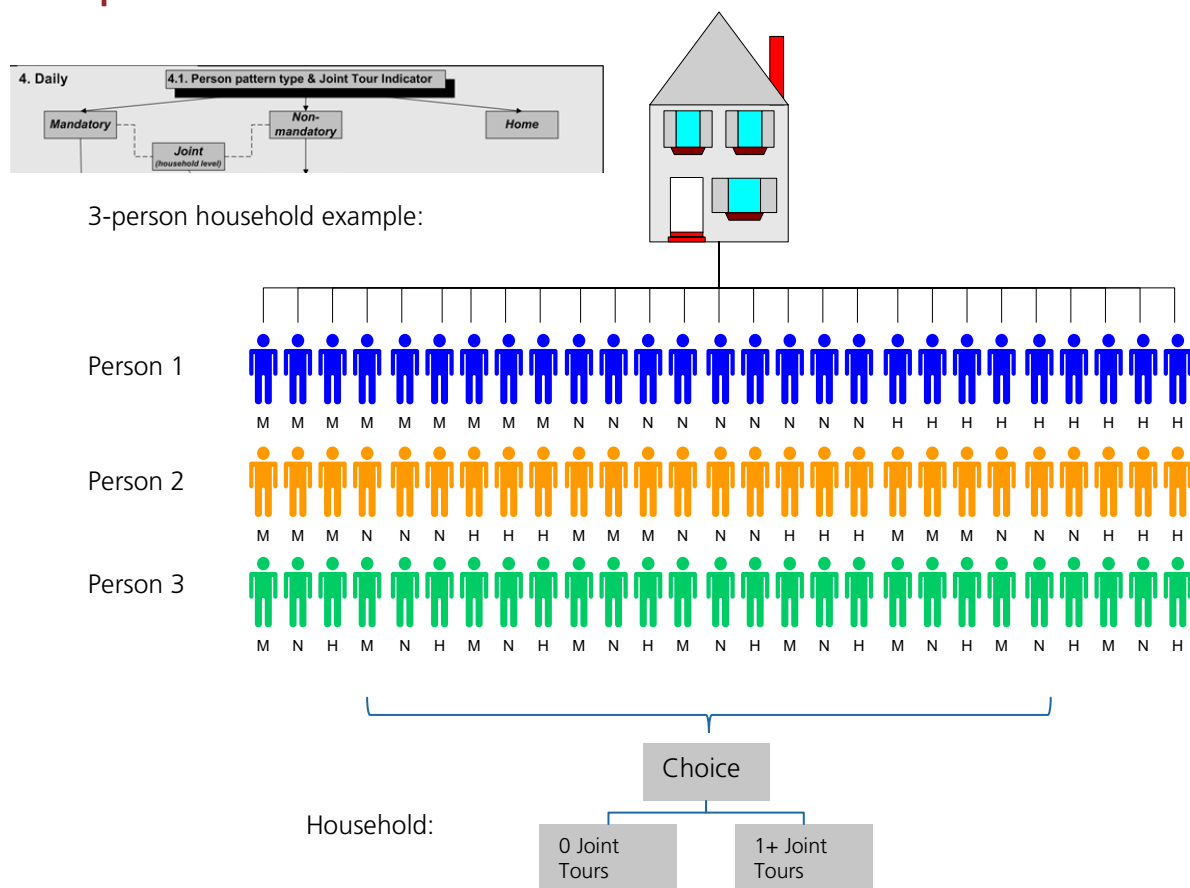 4. Daily
4.1. Person pattern type & Joint Tour Indicator
Mandatory
Non-
mandatory
Home
Joint
(household level)
3-person household example:
Person 1
M M M M M M M M M N N N N N N N N N H H H H H H H H H
Person 2
M M M N N N H H H M M M N N N H H H M M M N N N H H H
Person 3
M N H M N H M N H M N H M N H M N H M N H M N H M N H
Choice
Household:
0 Joint
Tours
1+ Joint
Tours